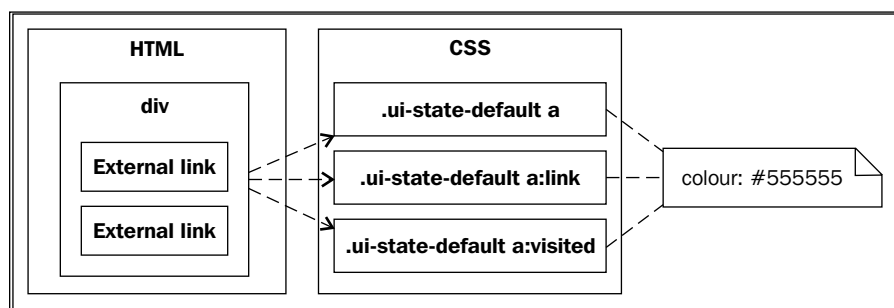 HTML
div
External link
External link
CSS
.ui-state-default a
.ui-state-default a:link
.ui-state-default a:visited
colour: #555555